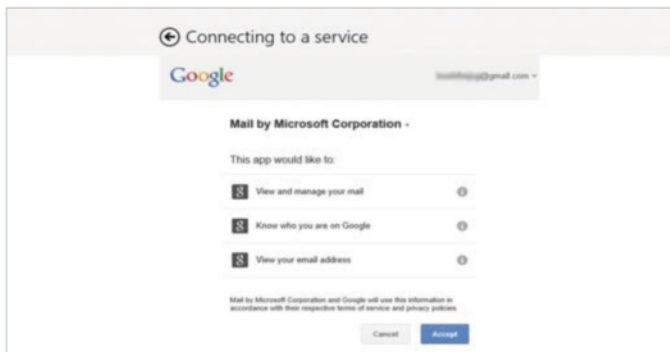 Connecting to a service
Google
@gmail.com
Mail by Microsoft Corporation -
This app would like to:
View and manage your mail
Know who you are on Google
View your email address
Mail by Microsoft Corporation and Google will use this information in
accordance with their respective terms of service and privacy policies.
Cancel Accept